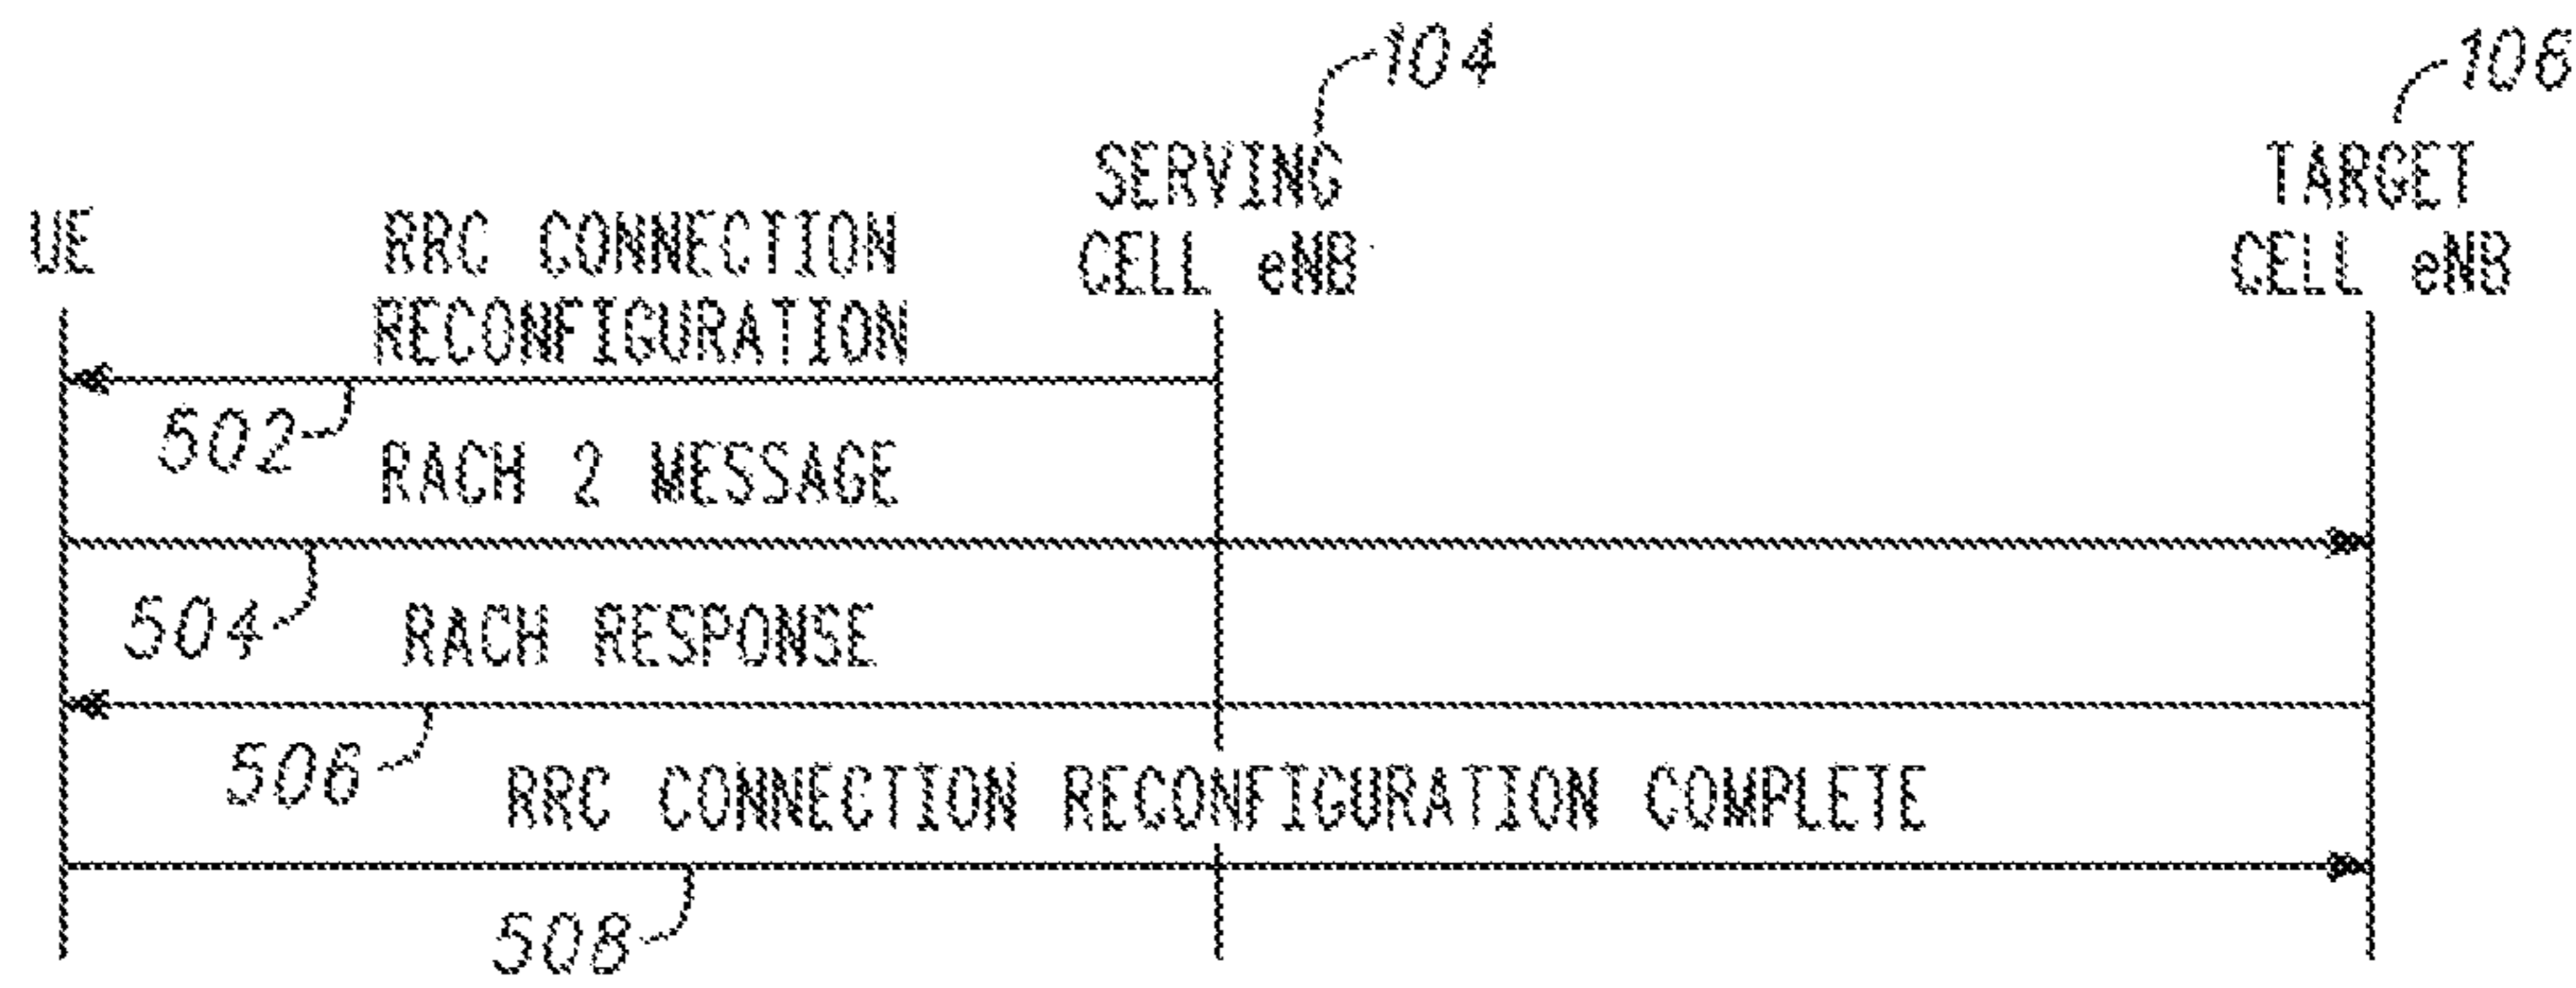 104
106
SERVING
CELL eNB
TARGET
CELL eNB
UE
RRC CONNECTION
RECONFIGURATION
502
RACH 2 MESSAGE
504
RACH RESPONSE
506
RRC CONNECTION RECONFIGURATION COMPLETE
508